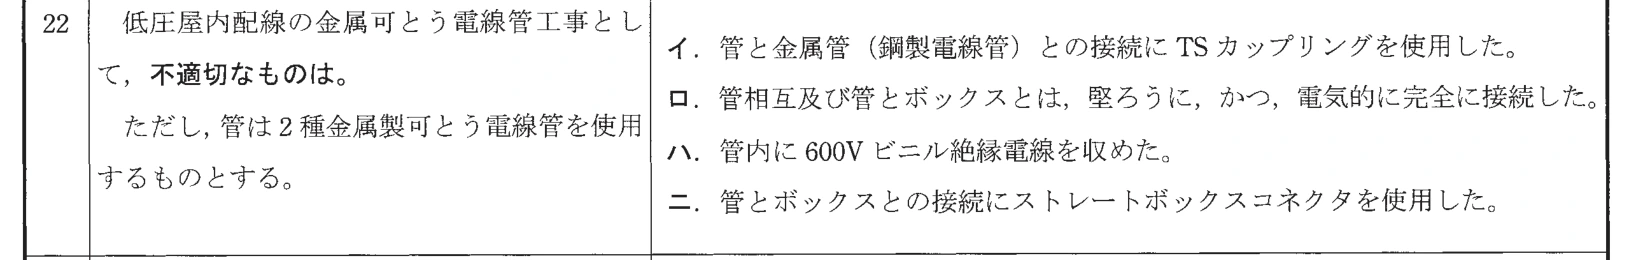 22
低圧屋内配線の金属可とう電線管工事とし
て，不適切なものは。
ただし，管は2種金属製可とう電線管を使用
するものとする。
イ．管と金属管（鋼製電線管）との接続に TS カップリングを使用した。
ロ．管相互及び管とボックスとは，堅ろうに，かつ，電気的に完全に接続した。
ハ．管内に 600V ビニル絶縁電線を収めた。
ニ．管とボックスとの接続にストレートボックスコネクタを使用した。